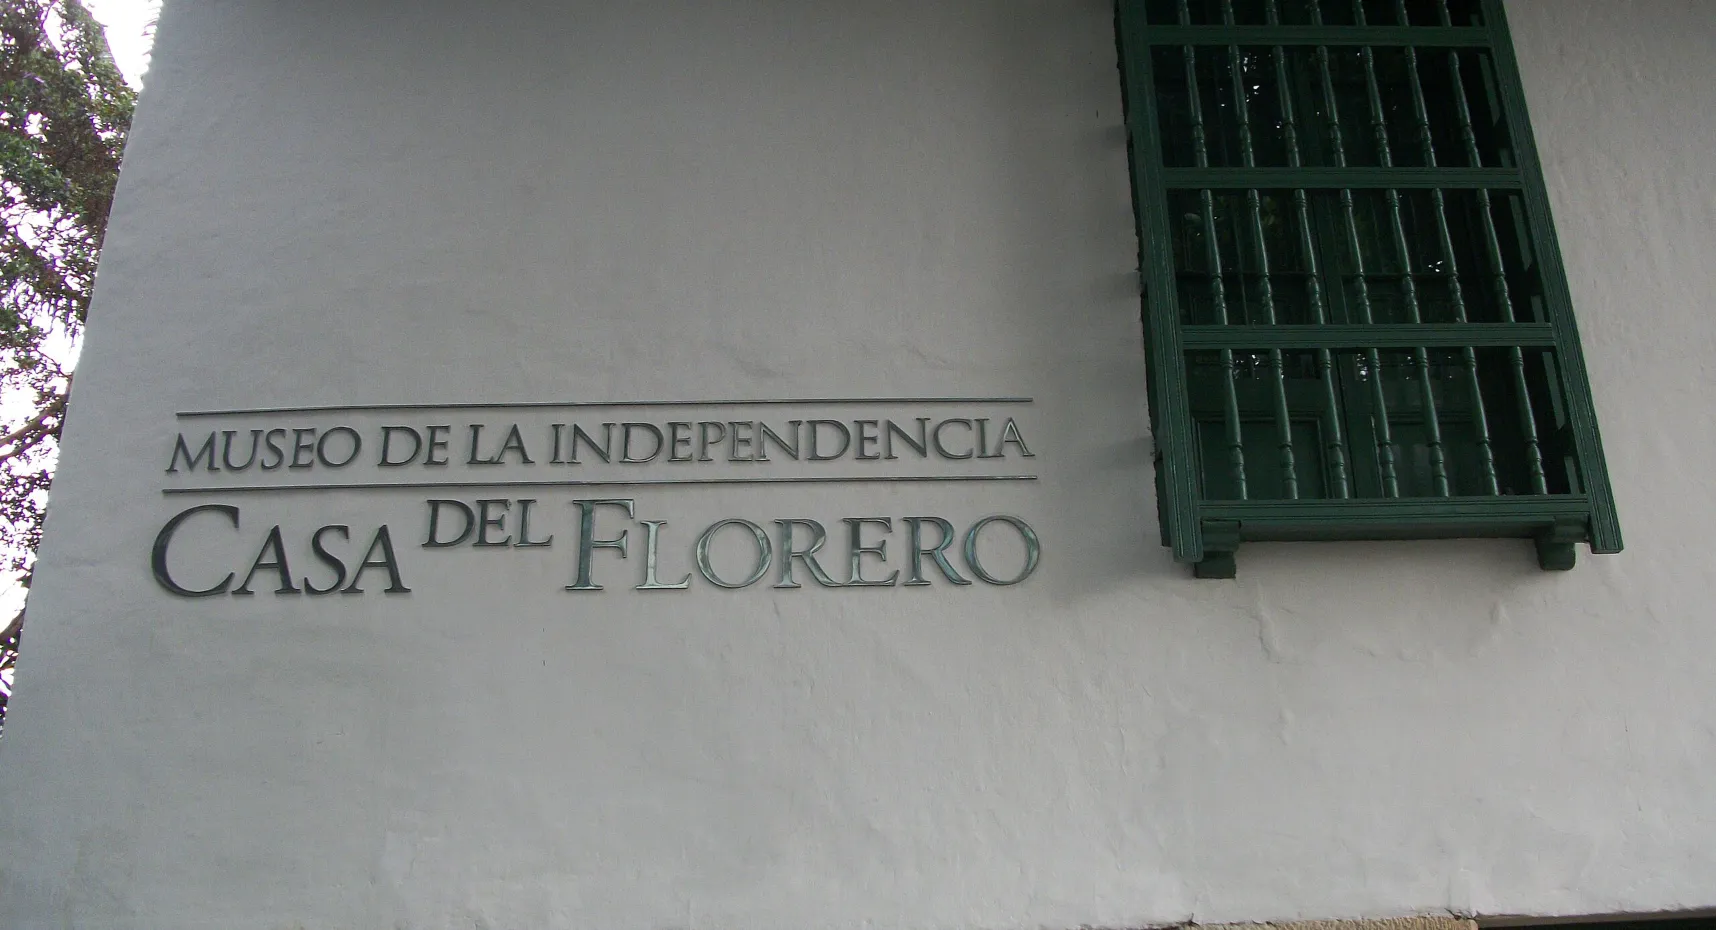 MUSEO DE LA INDEPENDENCIA
CASA DEL FLORERO